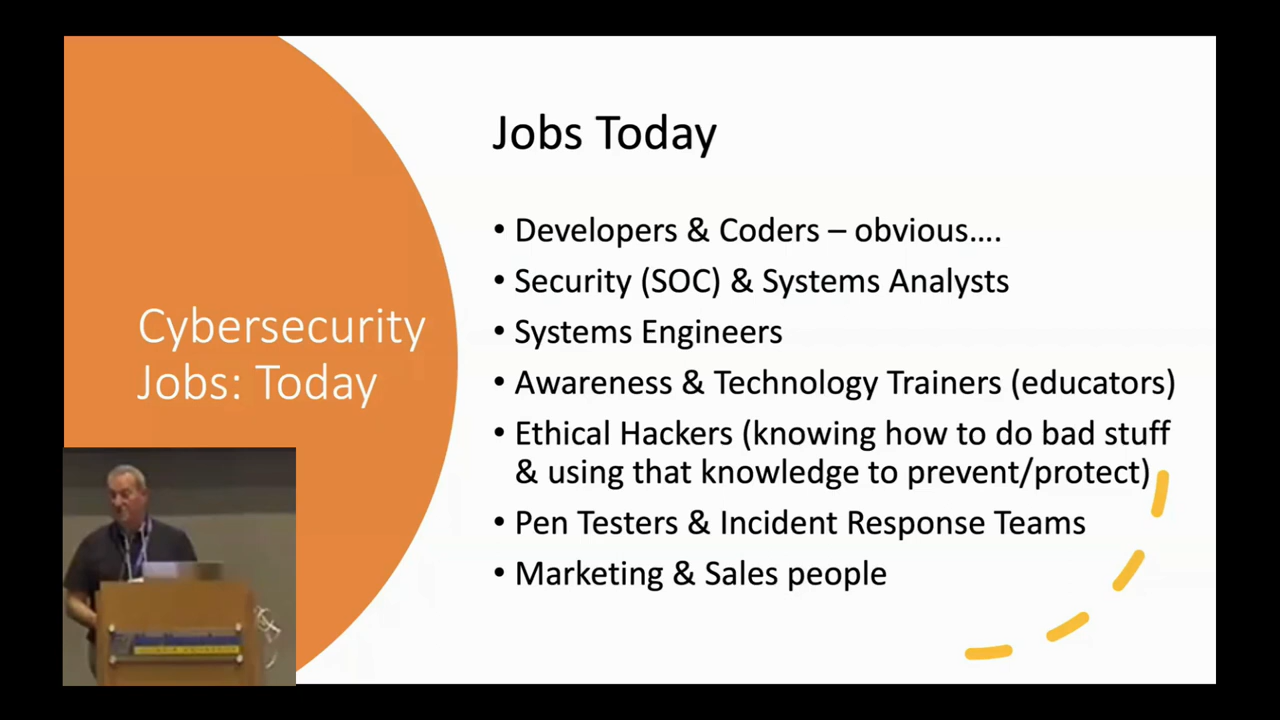 Jobs Today
Cybersecurity
Jobs: Today
• Developers & Coders – obvious....
• Security (SOC) & Systems Analysts
• Systems Engineers
• Awareness & Technology Trainers (educators)
• Ethical Hackers (knowing how to do bad stuff
& using that knowledge to prevent/protect)
• Pen Testers & Incident Response Teams
• Marketing & Sales people